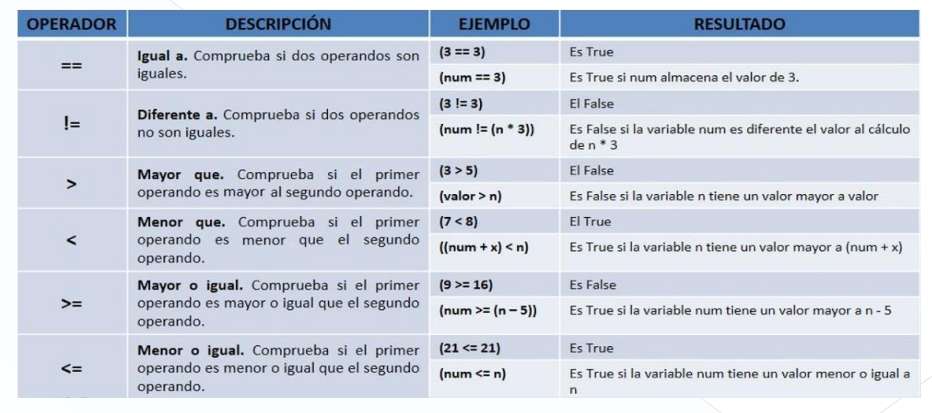 OPERADOR DESCRIPCIÓN EJEMPLO RESULTADO
== Igual a. Comprueba si dos operandos son
iguales.
(3 == 3) Es True
(num == 3) Es True si num almacena el valor de 3.
!= Diferente a. Comprueba si dos operandos
no son iguales.
(3 != 3) El False
(num != (n * 3)) Es False si la variable num es diferente el valor al cálculo
de n * 3
> Mayor que. Comprueba si el primer
operando es mayor al segundo operando.
(3 > 5) El False
(valor > n) Es False si la variable n tiene un valor mayor a valor
< Menor que. Comprueba si el primer
operando es menor que el segundo
operando.
(7 < 8) El True
((num + x) < n) Es True si la variable n tiene un valor mayor a (num + x)
>= Mayor o igual. Comprueba si el primer
operando es mayor o igual que el segundo
operando.
(9 >= 16) Es False
(num >= (n – 5)) Es True si la variable num tiene un valor mayor a n - 5
<= Menor o igual. Comprueba si el primer
operando es menor o igual que el segundo
operando.
(21 <= 21) Es True
(num <= n) Es True si la variable num tiene un valor menor o igual a
n